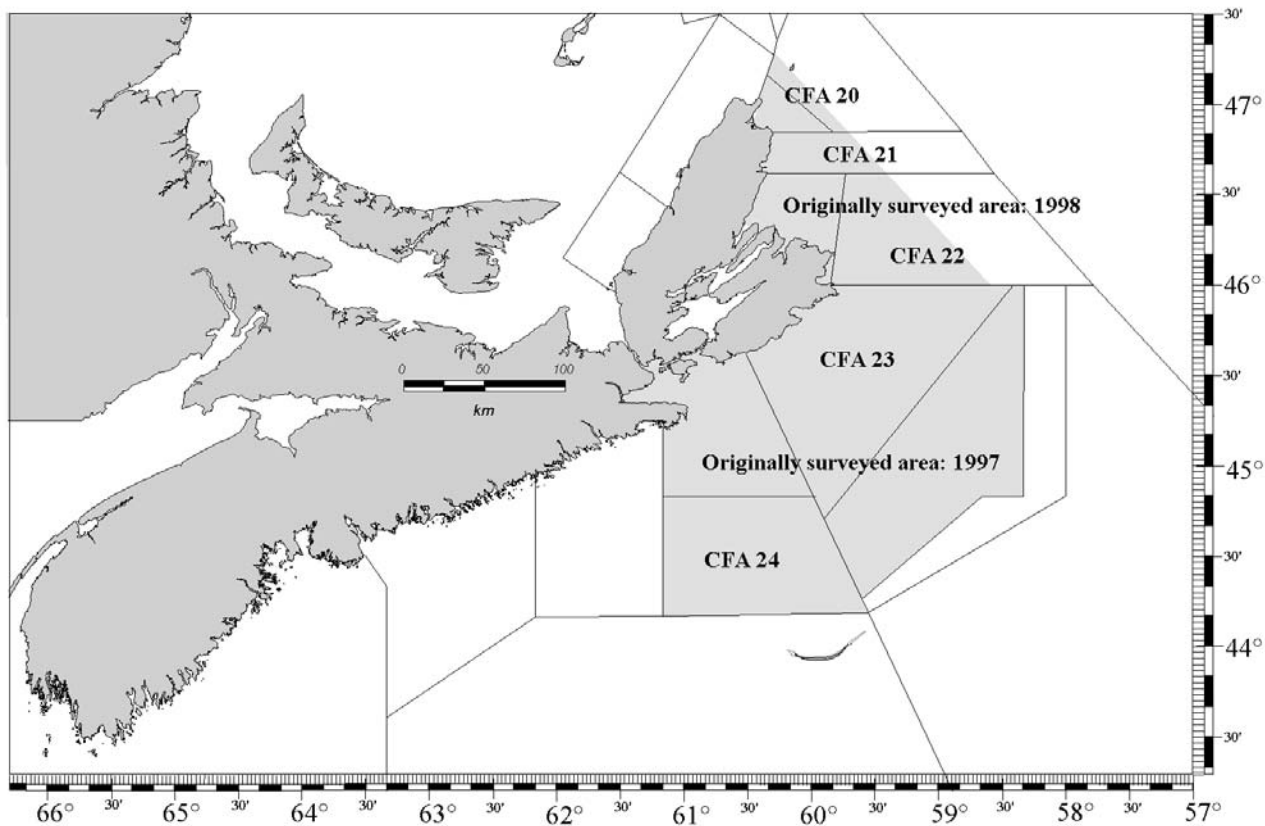 30'
CFA 20
47°
CFA 21
30'
Originally surveyed area: 1998
CFA 22
46°
CFA 23
0 50 100
km
30'
Originally surveyed area: 1997
45°
CFA 24
30'
44°
30'
66° 30' 65° 30' 64° 30' 63° 30' 62° 30' 61° 30' 60° 30' 59° 30' 58° 30' 57°